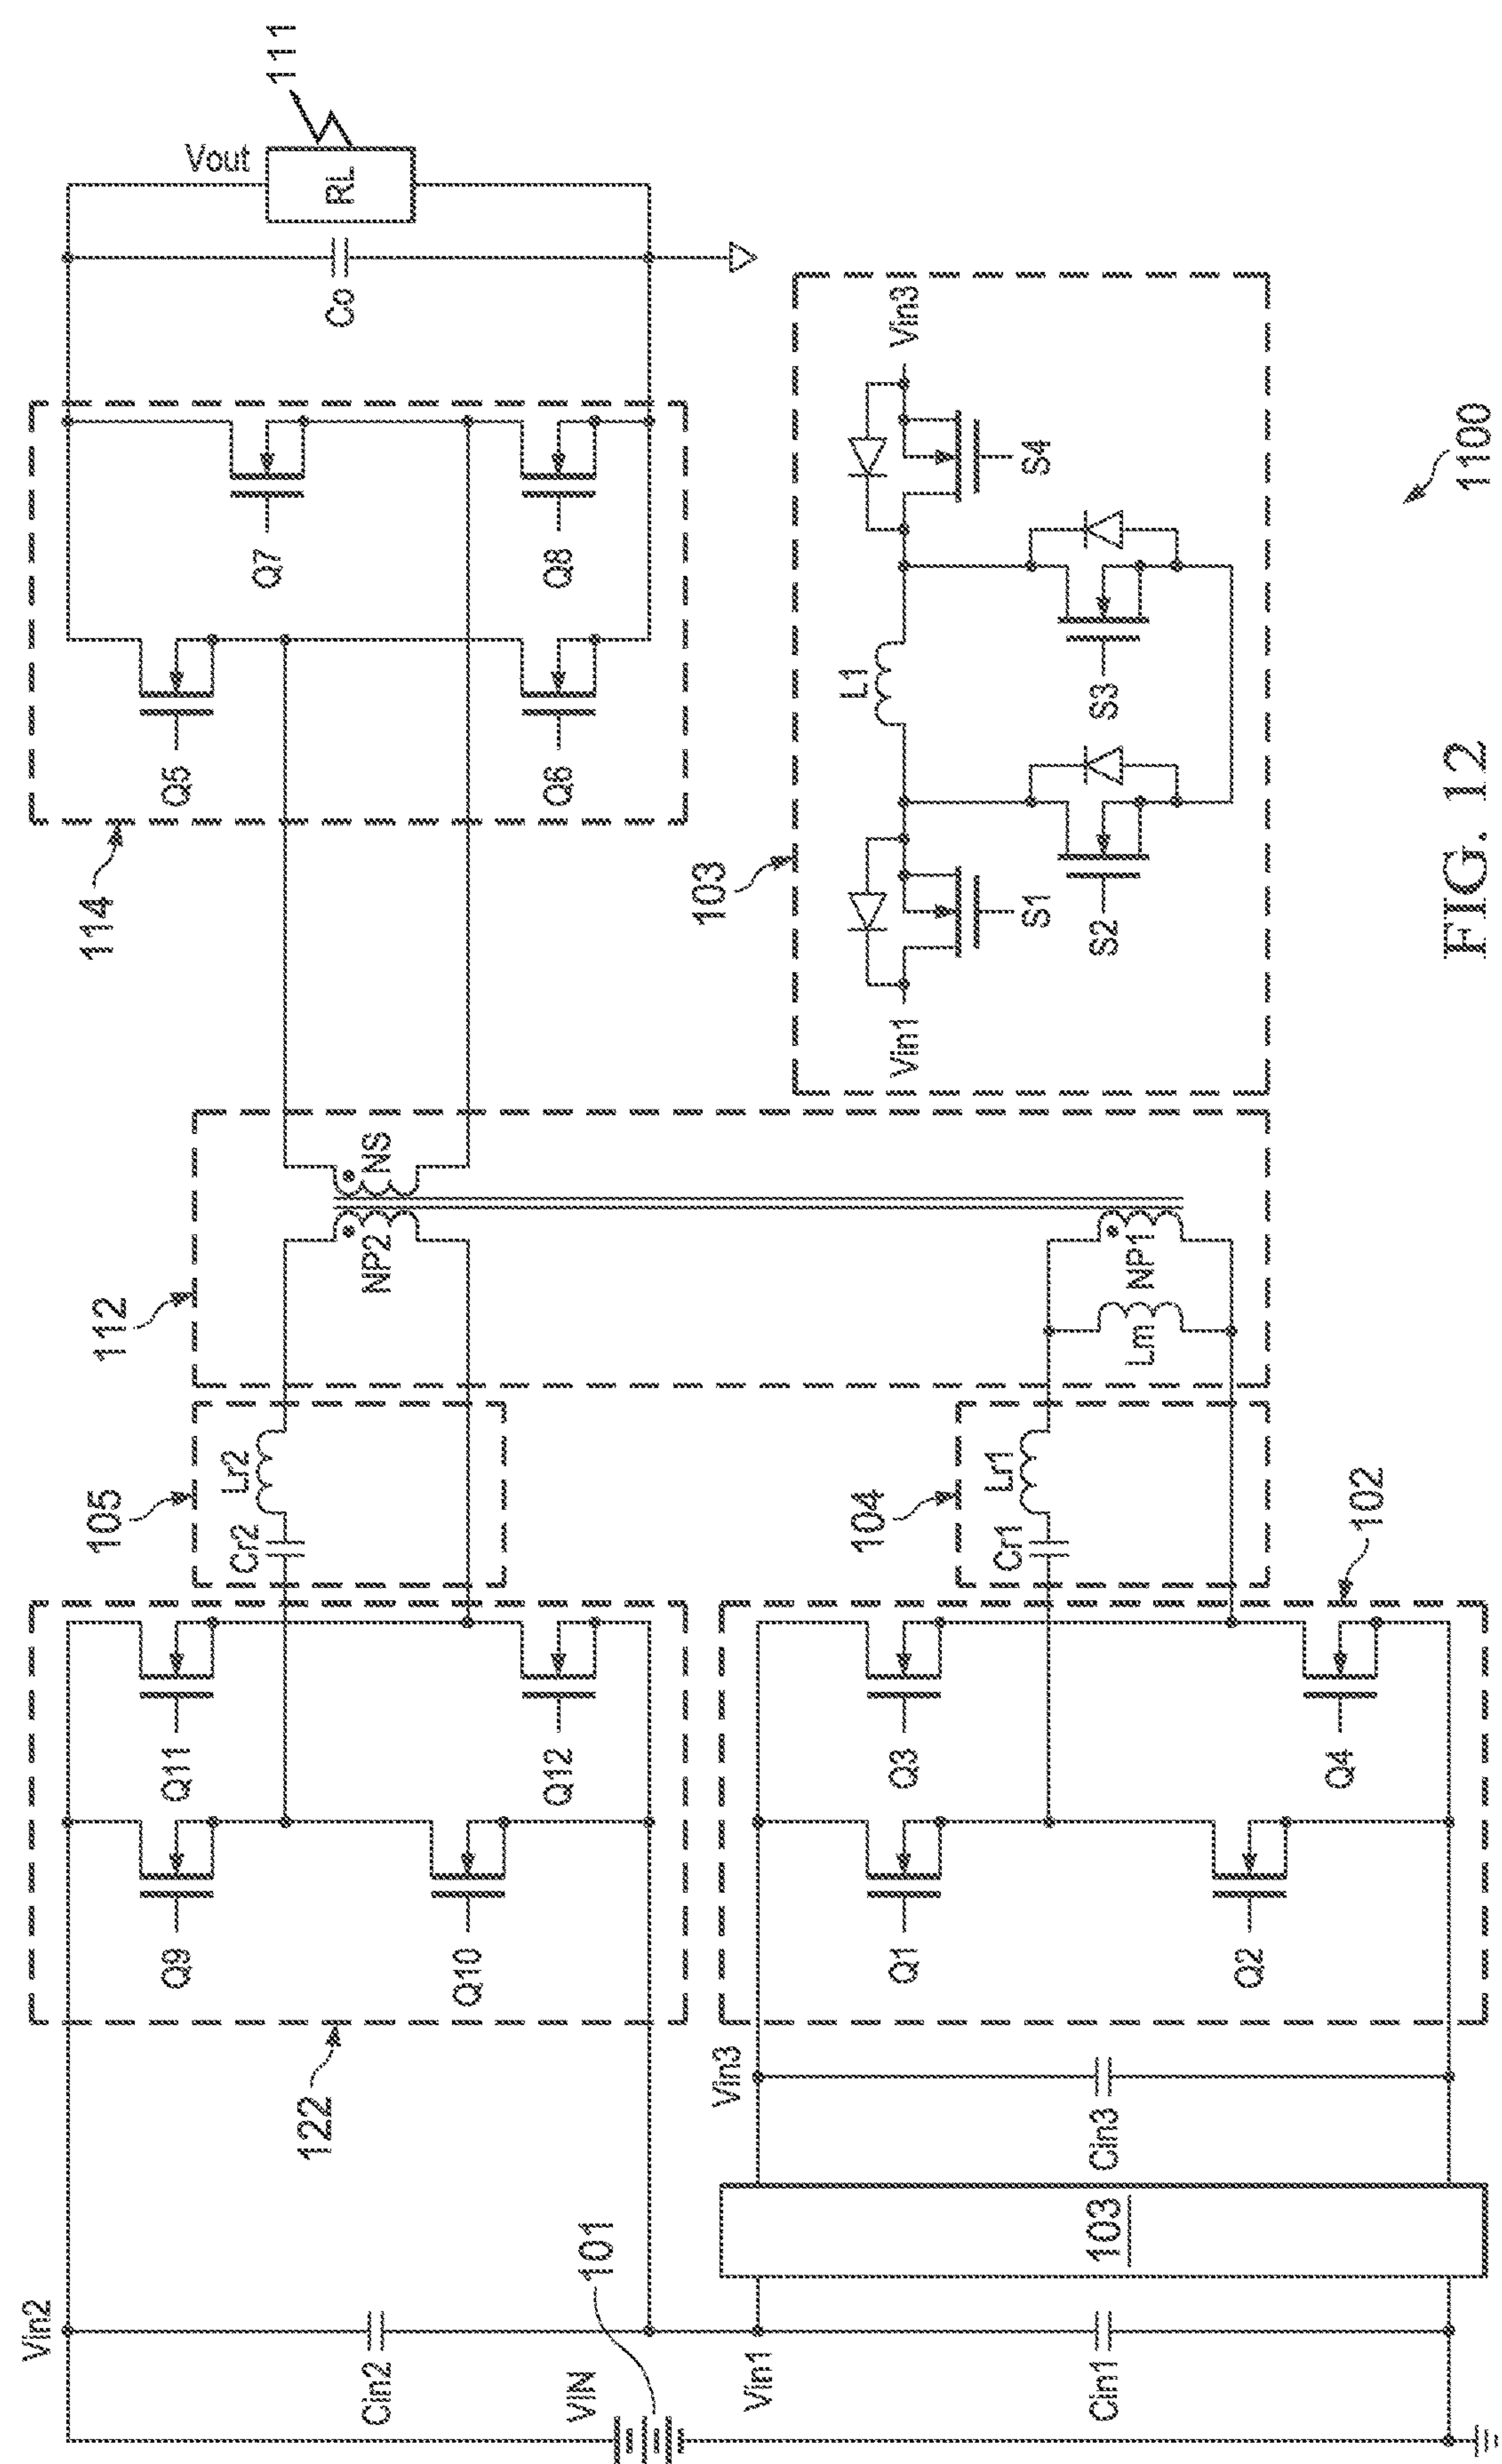 Vin2
Cin2
VIN
101
Vin1
Cin1
103
Vin3
Cin3
122
Q9
Q11
Q10
Q12
Q1
Q3
Q2
Q4
102
105
Cr2
Lr2
104
Cr1
Lr1
112
NP2
NS
Lm
NP1
114
Q5
Q7
Q6
Q8
Co
Vout
RL
111
103
Vin1
S1
S2
L1
S3
S4
Vin3
1100
FIG. 12